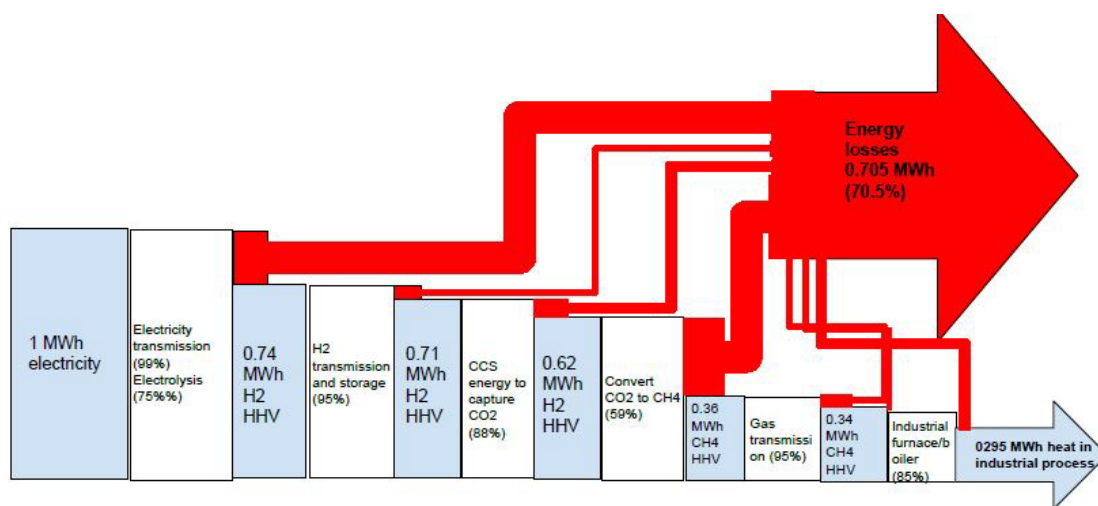 Energy
losses
0.705 MWh
(70.5%)
1 MWh
electricity
Electricity
transmission
(99%)
Electrolysis
(75%%)
0.74
MWh
H2
HHV
H2
transmission
and storage
(95%)
0.71
MWh
H2
HHV
CCS
energy to
capture
CO2
(88%)
0.62
MWh
H2
HHV
Convert
CO2 to CH4
(59%)
0.36
MWh
CH4
HHV
Gas
transmissi
on (95%)
0.34
MWh
CH4
HHV
Industrial
furnace/b
oiler
(85%)
0295 MWh heat in
industrial process